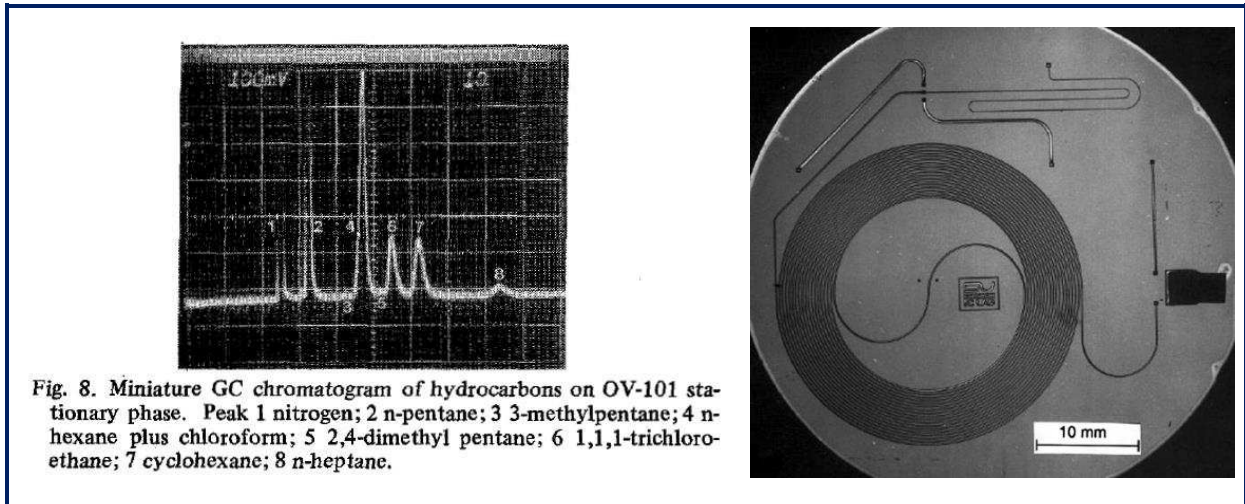 100mV 10
1 2 4 6 7
8
3 5
Fig. 8. Miniature GC chromatogram of hydrocarbons on OV-101 sta-
tionary phase. Peak 1 nitrogen; 2 n-pentane; 3 3-methylpentane; 4 n-
hexane plus chloroform; 5 2,4-dimethyl pentane; 6 1,1,1-trichloro-
ethane; 7 cyclohexane; 8 n-heptane.
10 mm